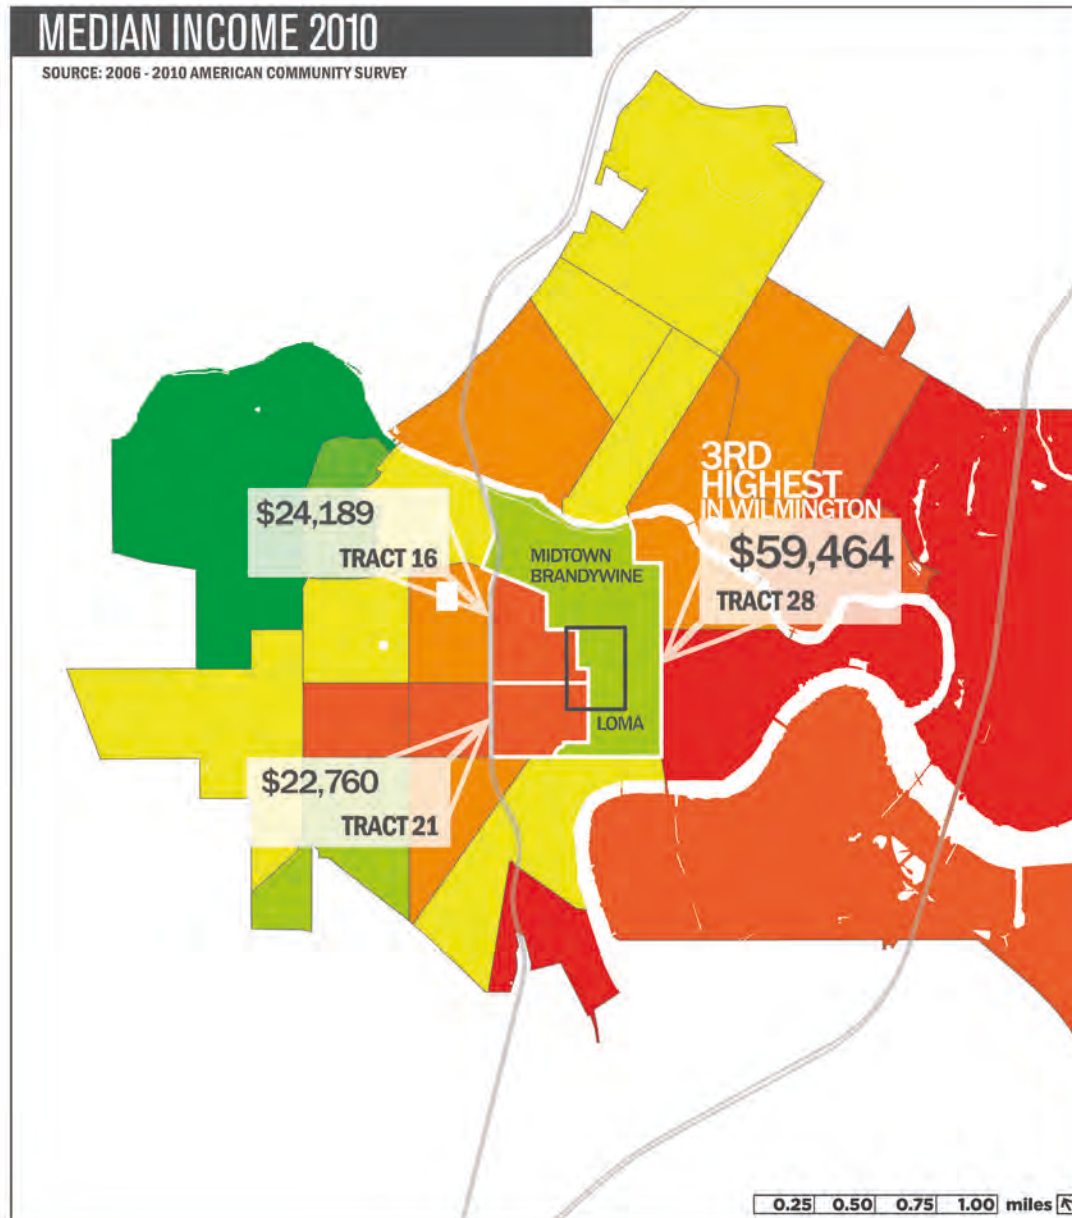 MEDIAN INCOME 2010
SOURCE: 2006 - 2010 AMERICAN COMMUNITY SURVEY
3RD
HIGHEST
IN WILMINGTON
$59,464
TRACT 28
$24,189
TRACT 16
MIDTOWN
BRANDYWINE
LOMA
$22,760
TRACT 21
0.25 0.50 0.75 1.00 miles